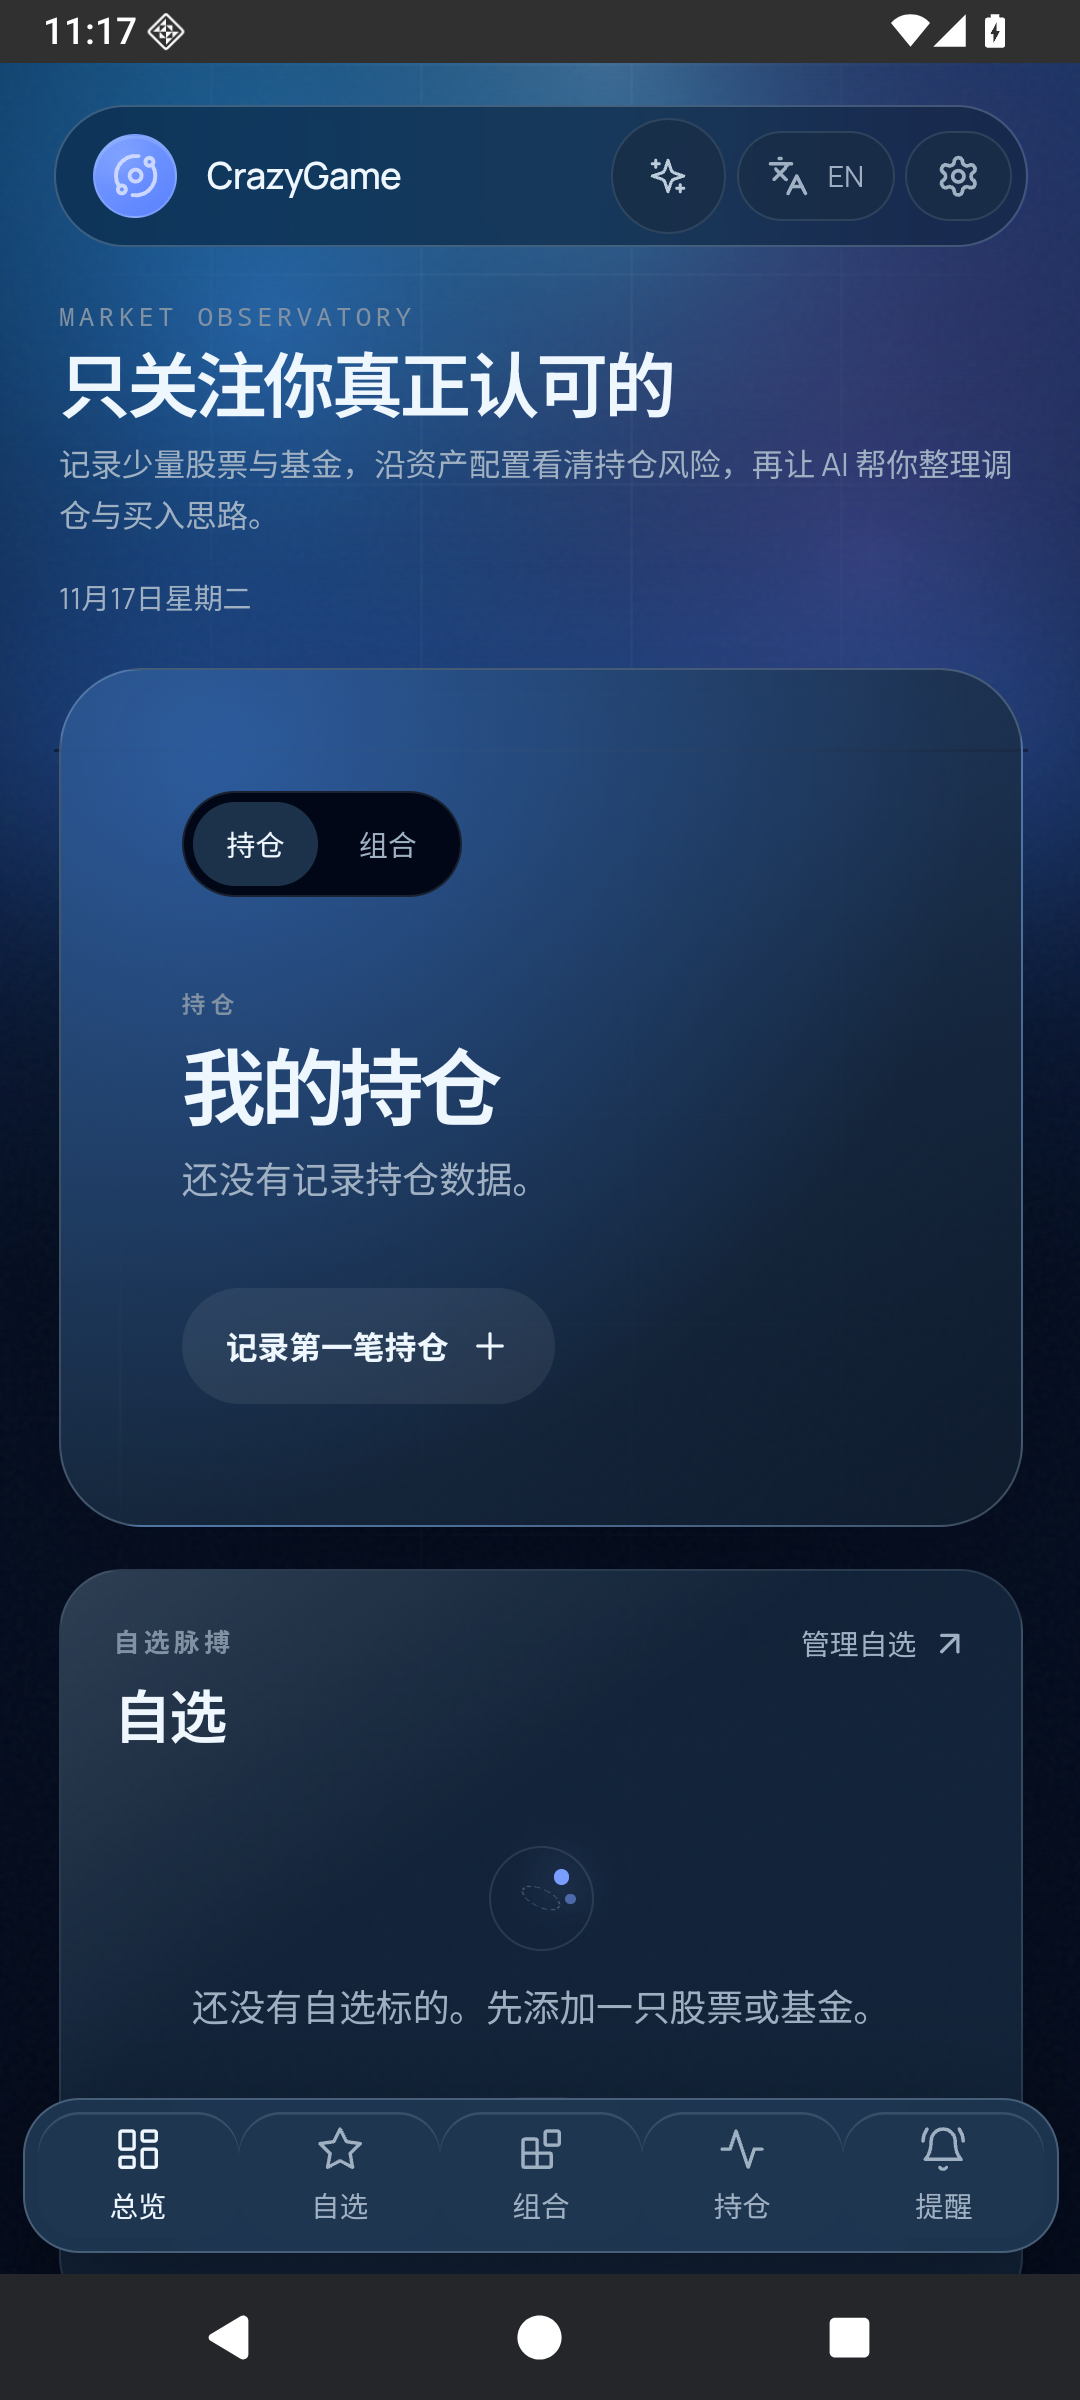 11:17
CrazyGame
EN
MARKET OBSERVATORY
只关注你真正认可的
记录少量股票与基金，沿资产配置看清持仓风险，再让 AI 帮你整理调
仓与买入思路。
11月17日星期二
持仓 组合
持仓
我的持仓
还没有记录持仓数据。
记录第一笔持仓
自选脉搏
管理自选
自选
还没有自选标的。先添加一只股票或基金。
总览 自选 组合 持仓 提醒